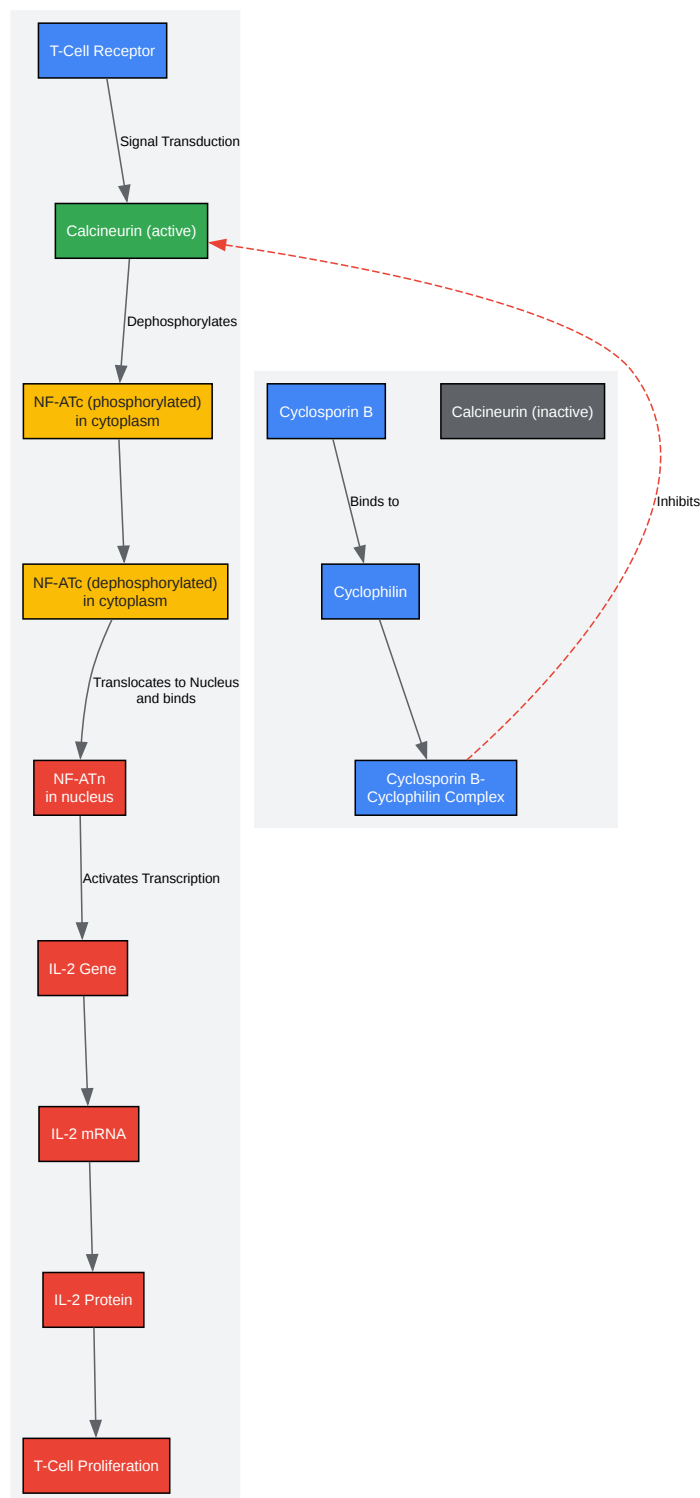 T-Cell Receptor
Signal Transduction
Calcineurin (active)
Dephosphorylates
NF-ATc (phosphorylated)
in cytoplasm
NF-ATc (dephosphorylated)
in cytoplasm
Translocates to Nucleus
and binds
NF-ATn
in nucleus
Activates Transcription
IL-2 Gene
IL-2 mRNA
IL-2 Protein
T-Cell Proliferation
Cyclosporin B
Calcineurin (inactive)
Binds to
Inhibits
Cyclophilin
Cyclosporin B-
Cyclophilin Complex